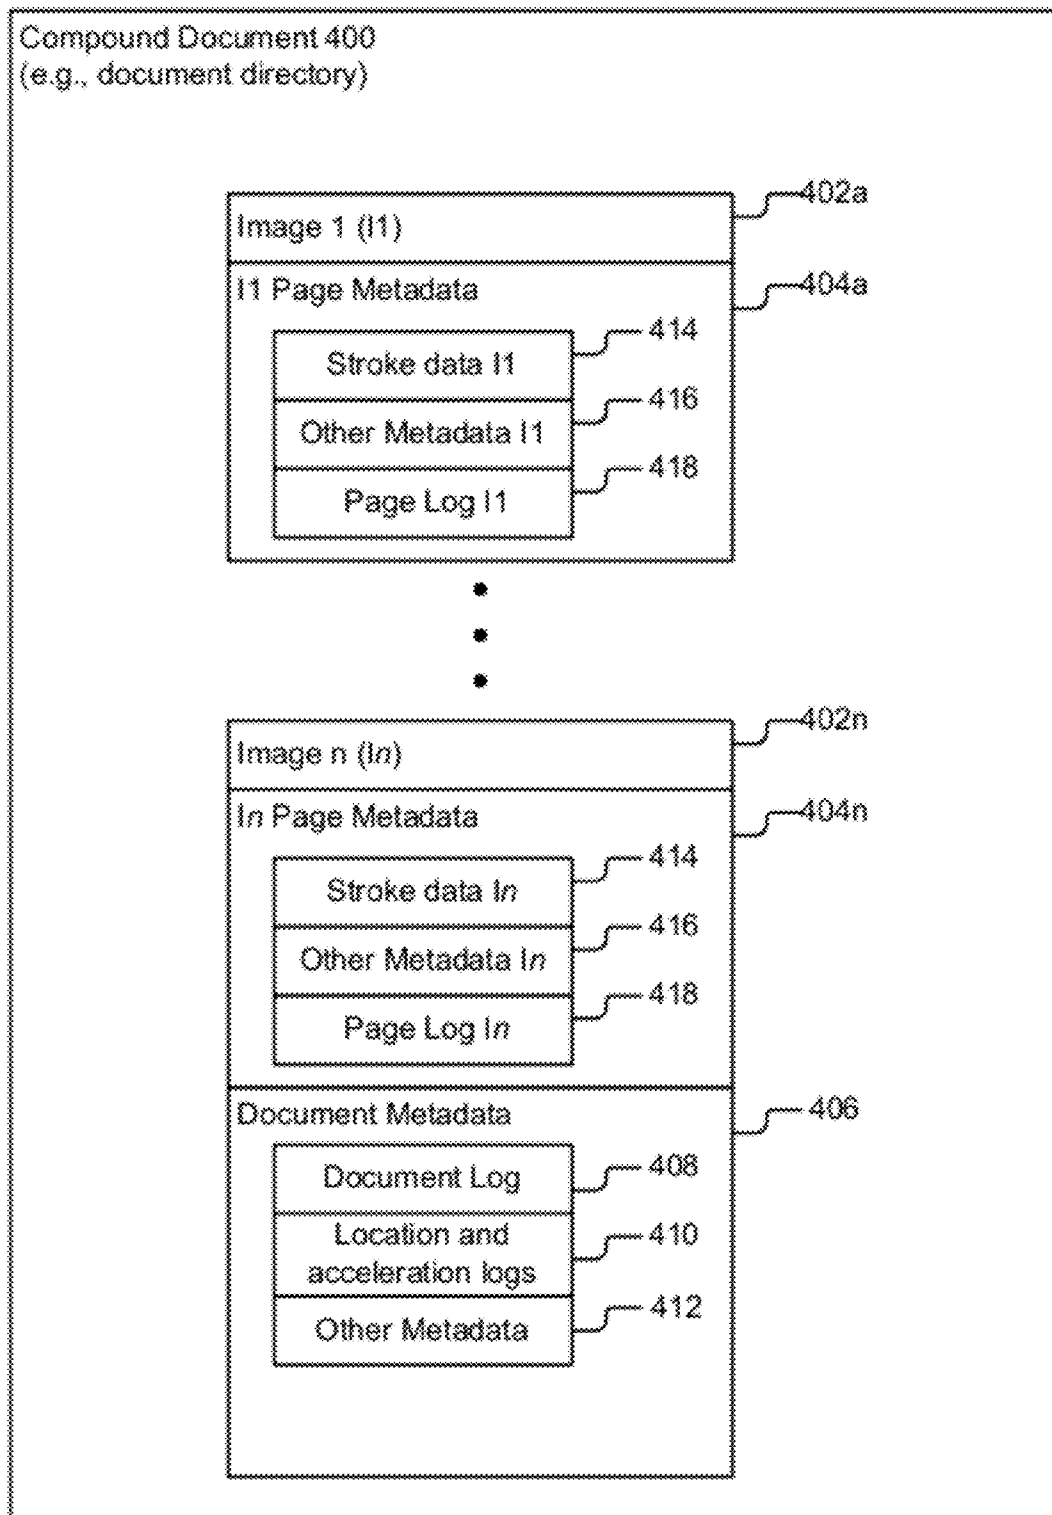 Compound Document 400
(e.g., document directory)
402a
Image 1 (I1)
404a
I1 Page Metadata
414
Stroke data I1
416
Other Metadata I1
418
Page Log I1
402n
Image n (In)
404n
In Page Metadata
414
Stroke data In
416
Other Metadata In
418
Page Log In
406
Document Metadata
408
Document Log
410
Location and
acceleration logs
412
Other Metadata